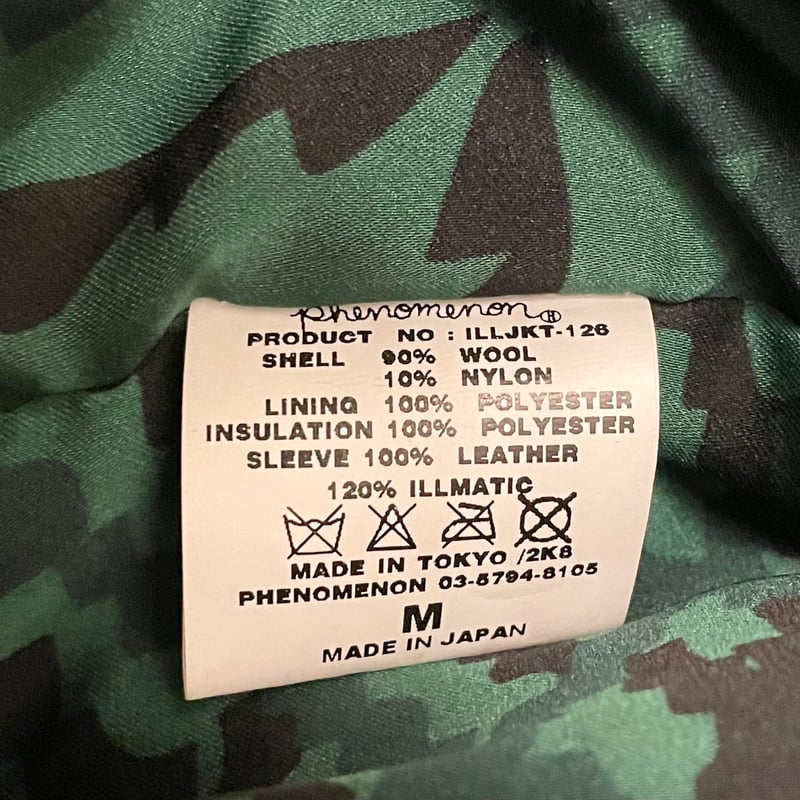 phenomenon®
PRODUCT NO : ILLJKT-126
SHELL 90% WOOL
10% NYLON
LINING 100% POLYESTER
INSULATION 100% POLYESTER
SLEEVE 100% LEATHER
120% ILLMATIC
MADE IN TOKYO /2K8
PHENOMENON 03-5794-8105
M
MADE IN JAPAN